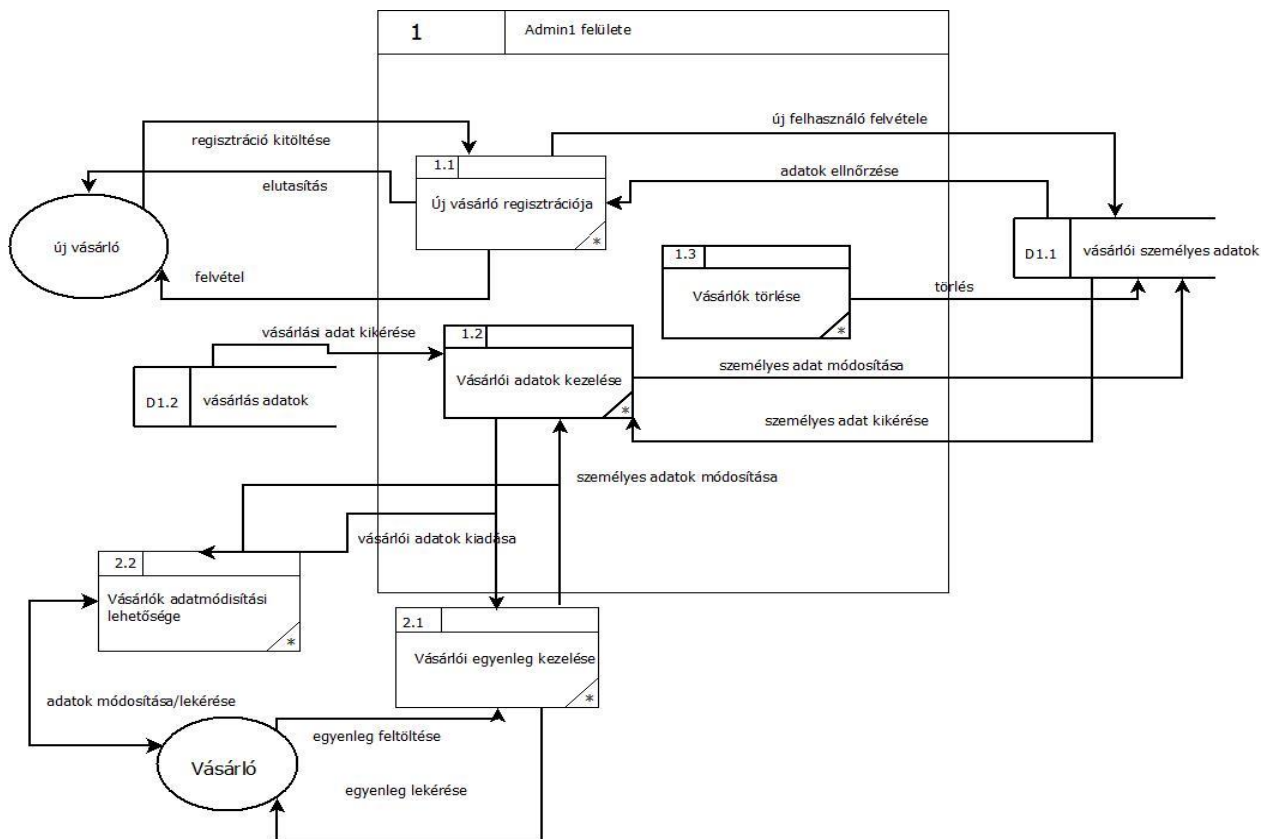 1
Admin1 felülete
új felhasználó felvétele
regisztráció kitöltése
1.1
adatok ellnőrzése
elutasítás
Új vásárló regisztrációja
*
új vásárló
D1.1
vásárlói személyes adatok
1.3
felvétel
törlés
Vásárlók törlése
*
vásárlási adat kikérése
1.2
személyes adat módosítása
Vásárlói adatok kezelése
D1.2
vásárlás adatok
*
személyes adat kikérése
személyes adatok módosítása
vásárlói adatok kiadása
2.2
Vásárlók adatmódisítási
lehetősége
*
2.1
Vásárlói egyenleg kezelése
*
adatok módosítása/lekérése
egyenleg feltöltése
Vásárló
egyenleg lekérése